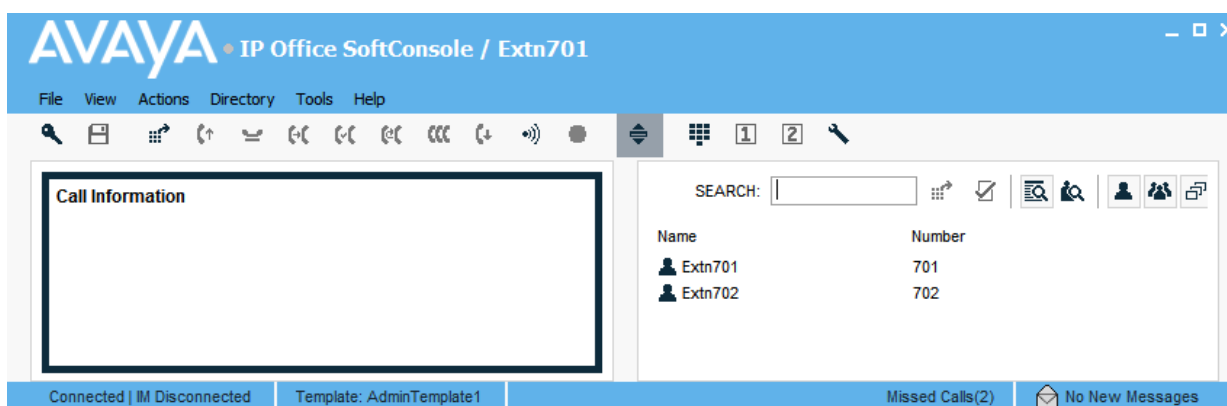 AVAYA • IP Office SoftConsole / Extn701
File View Actions Directory Tools Help
1 2
Call Information
SEARCH:
Name Number
Extn701 701
Extn702 702
Connected | IM Disconnected Template: AdminTemplate1 Missed Calls(2) No New Messages